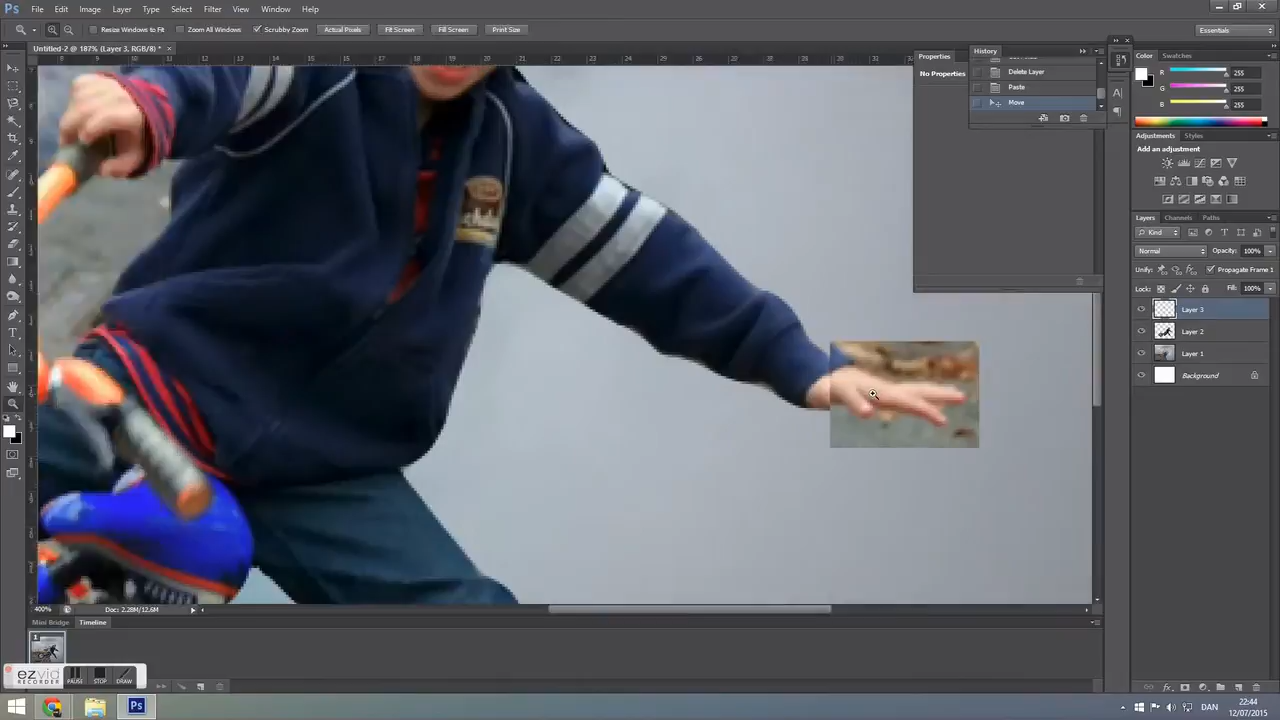 Ps File Edit Image Layer Type Select Filter View Window Help
Resize Windows to Fit Zoom All Windows Scrubby Zoom Actual Pixels Fit Screen Fill Screen Print Size Essentials
Untitled-2 @ 187% (Layer 3, RGB/8) * ×
Properties
No Properties
History
Delete Layer
Paste
Move
Color Swatches
R 255
G 255
B 255
Adjustments Styles
Add an adjustment
Layers Channels Paths
Kind
Normal Opacity: 100%
Unify: Propagate Frame 1
Lock: Fill: 100%
Layer 3
Layer 2
Layer 1
Background
400% Doc: 2.28M/12.6M
Mini Bridge Timeline
1
ezvid
RECORDER
PAUSE STOP DRAW
Ps
DAN
22:44
12/07/2015